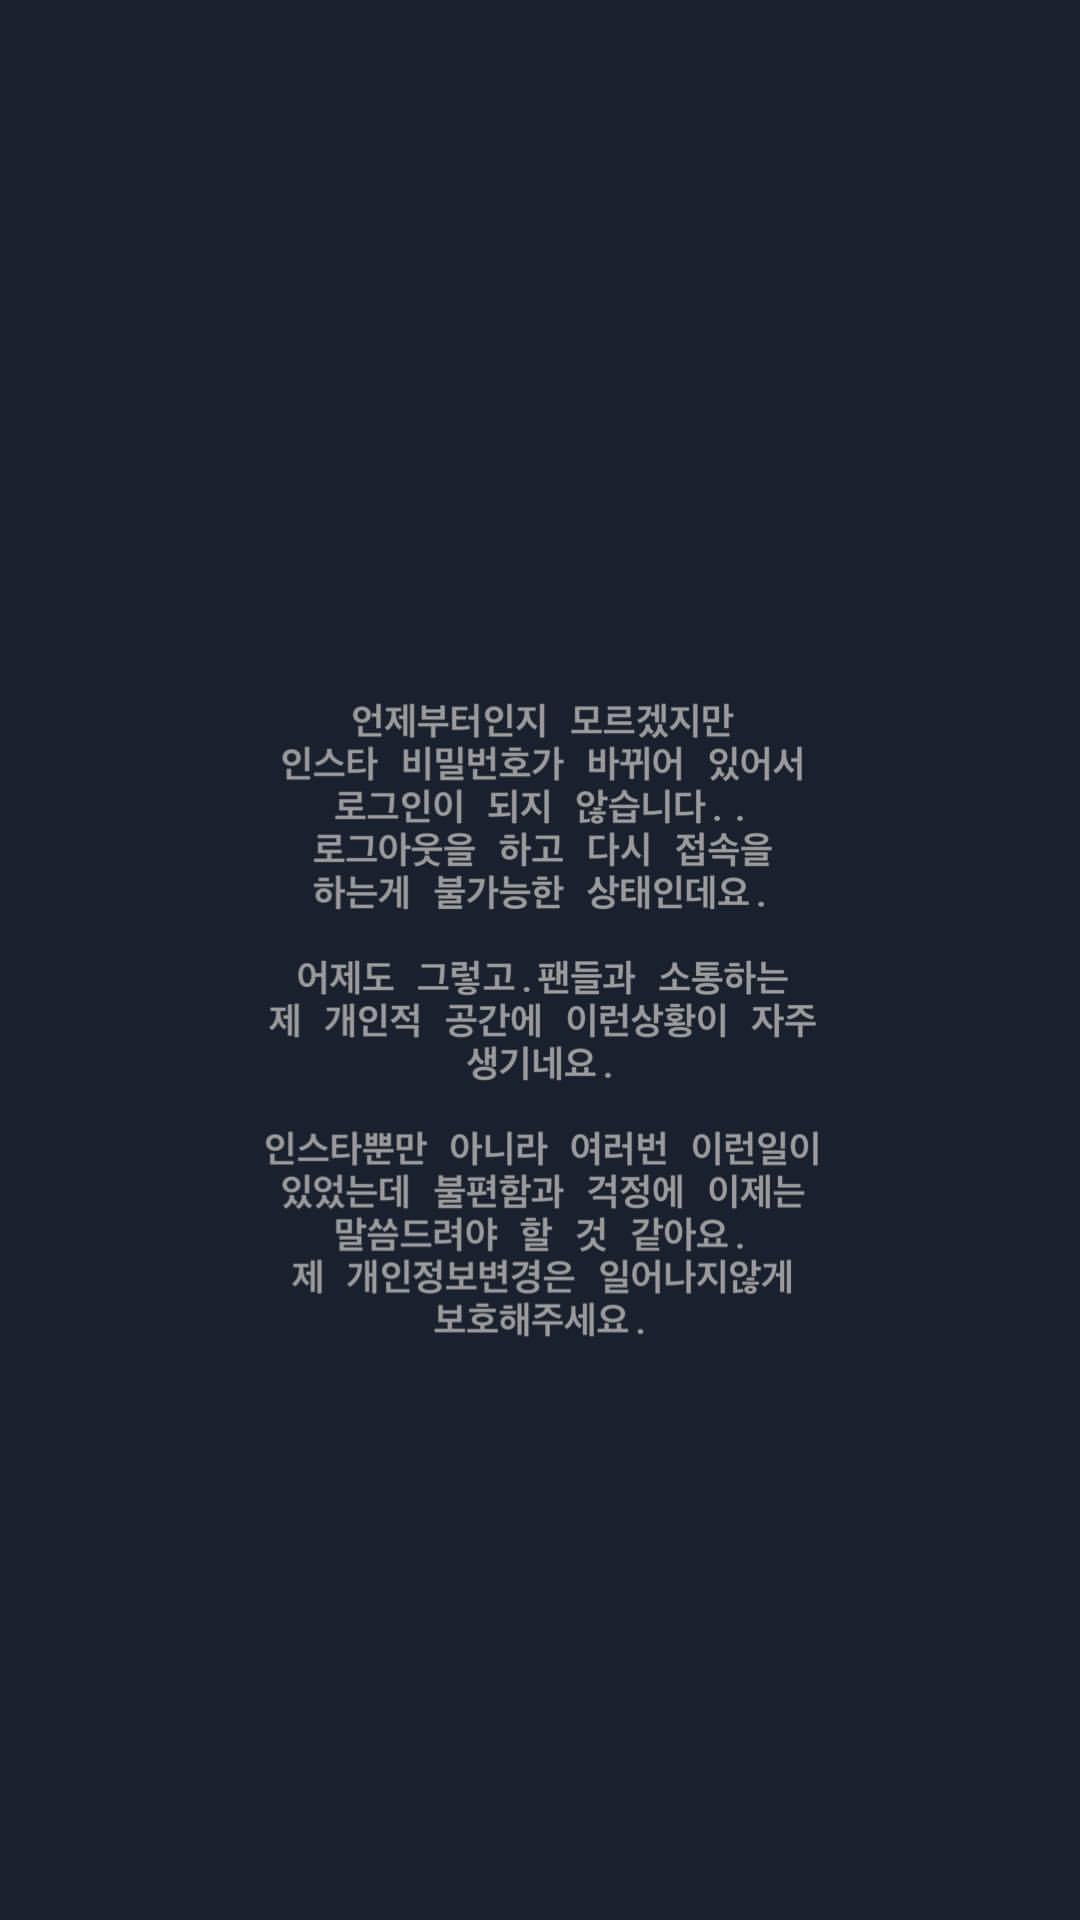 언제부터인지 모르겠지만
인스타 비밀번호가 바뀌어 있어서
로그인이 되지 않습니다..
로그아웃을 하고 다시 접속을
하는게 불가능한 상태인데요.
어제도 그렇고.팬들과 소통하는
제 개인적 공간에 이런상황이 자주
생기네요.
인스타뿐만 아니라 여러번 이런일이
있었는데 불편함과 걱정에 이제는
말씀드려야 할 것 같아요.
제 개인정보변경은 일어나지않게
보호해주세요.